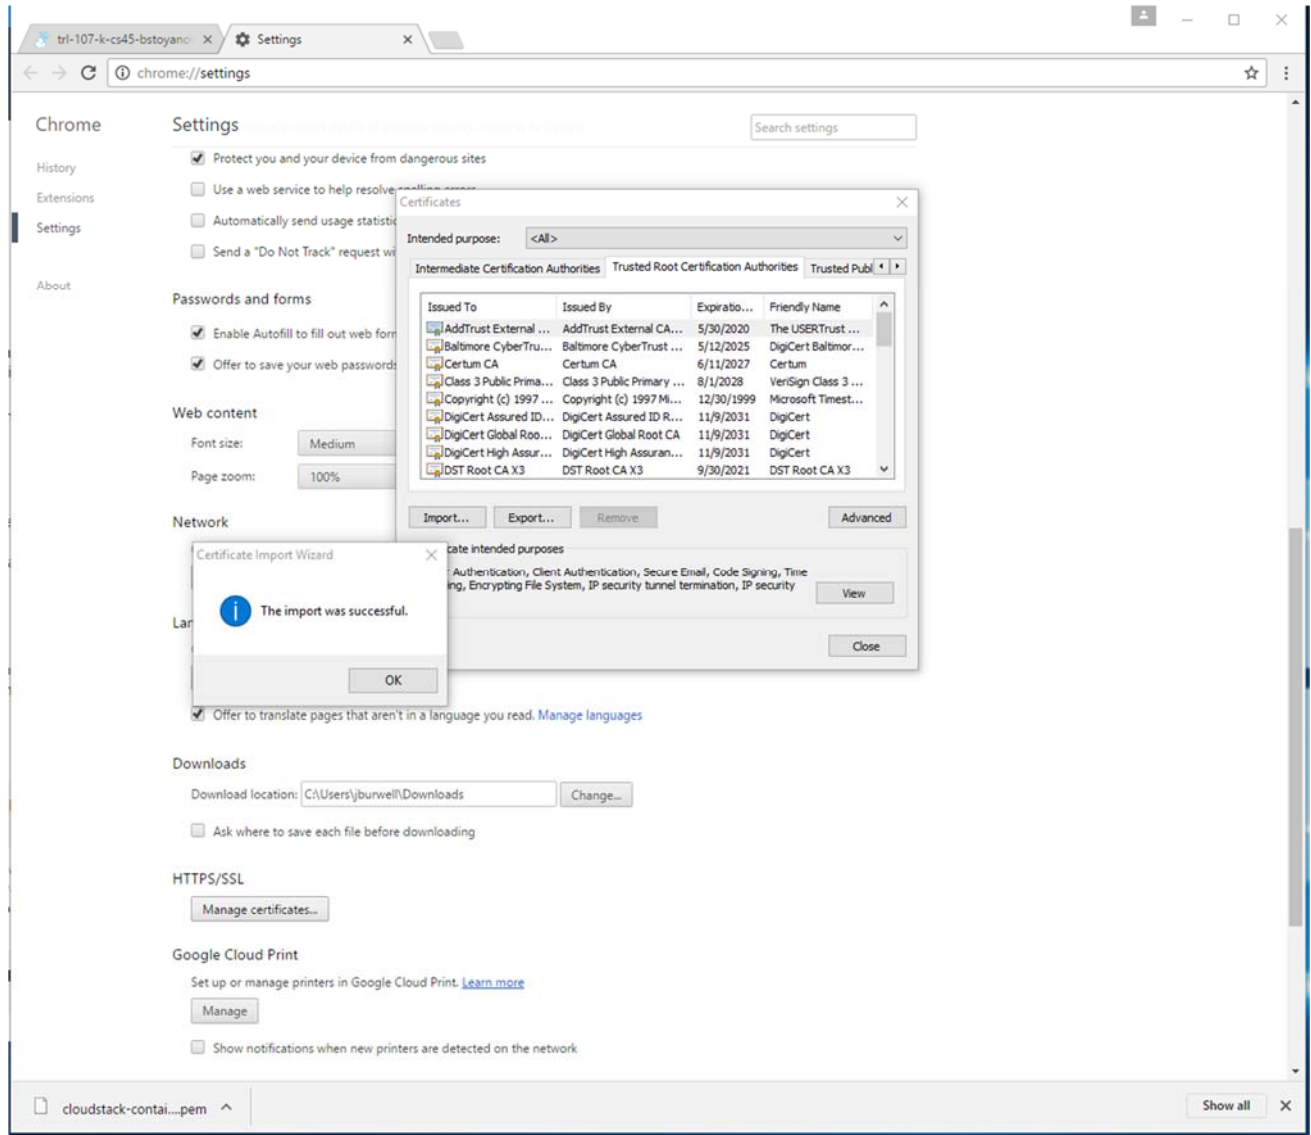 trl-107-k-cs45-bstoyano
Settings
chrome://settings
Chrome
Settings
Search settings
History
Extensions
Settings
About
Protect you and your device from dangerous sites
Use a web service to help resolve spelling errors
Automatically send usage statistic
Send a "Do Not Track" request wi
Passwords and forms
Enable Autofill to fill out web forr
Offer to save your web passwords
Web content
Font size: Medium
Page zoom: 100%
Network
Certificates
Intended purpose: <All>
Intermediate Certification Authorities Trusted Root Certification Authorities Trusted Publ
Issued To Issued By Expiratio... Friendly Name
AddTrust External ... AddTrust External CA... 5/30/2020 The USERTrust ...
Baltimore CyberTru... Baltimore CyberTrust ... 5/12/2025 DigiCert Baltimor...
Certum CA Certum CA 6/11/2027 Certum
Class 3 Public Prima... Class 3 Public Primary ... 8/1/2028 VeriSign Class 3 ...
Copyright (c) 1997 ... Copyright (c) 1997 Mi... 12/30/1999 Microsoft Timest...
DigiCert Assured ID... DigiCert Assured ID R... 11/9/2031 DigiCert
DigiCert Global Roo... DigiCert Global Root CA 11/9/2031 DigiCert
DigiCert High Assur... DigiCert High Assuran... 11/9/2031 DigiCert
DST Root CA X3 DST Root CA X3 9/30/2021 DST Root CA X3
Import... Export... Remove Advanced
cate intended purposes
r Authentication, Client Authentication, Secure Email, Code Signing, Time
ing, Encrypting File System, IP security tunnel termination, IP security
View
Close
Certificate Import Wizard
The import was successful.
OK
Lar
Offer to translate pages that aren't in a language you read. Manage languages
Downloads
Download location: C:\Users\jburwell\Downloads Change...
Ask where to save each file before downloading
HTTPS/SSL
Manage certificates...
Google Cloud Print
Set up or manage printers in Google Cloud Print. Learn more
Manage
Show notifications when new printers are detected on the network
cloudstack-contai....pem
Show all